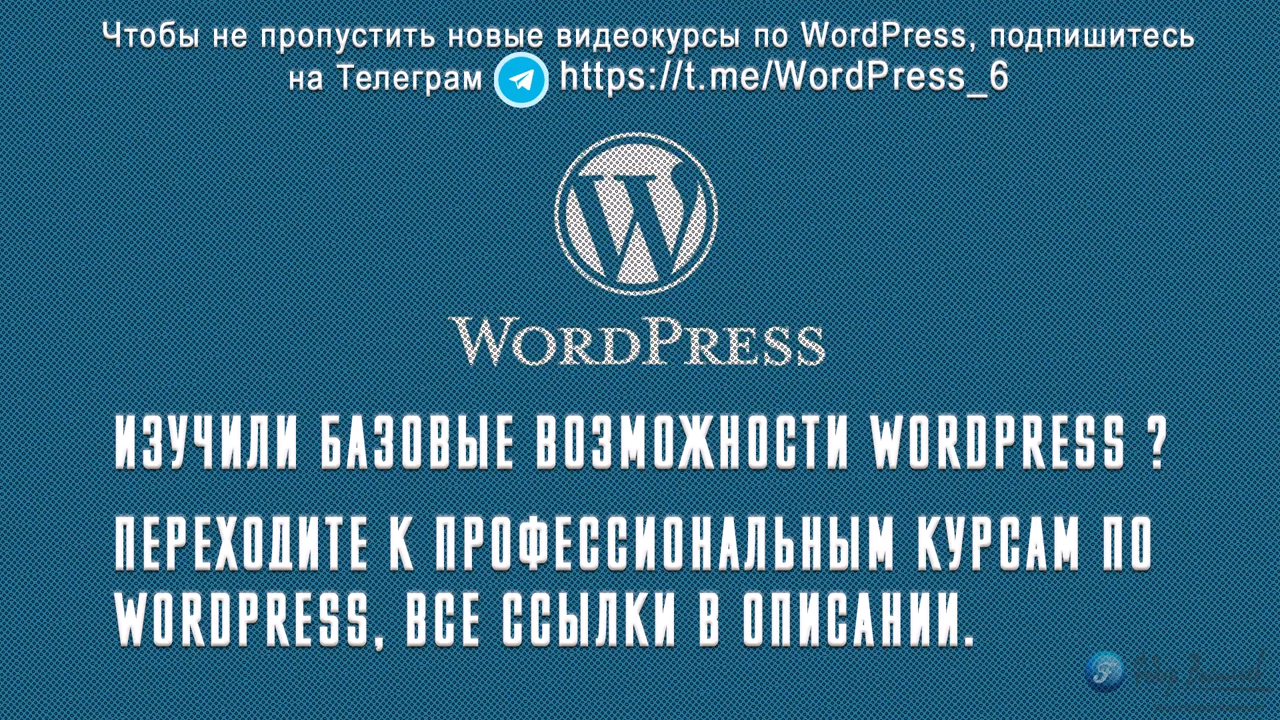 Чтобы не пропустить новые видеокурсы по WordPress, подпишитесь
на Телеграм https://t.me/WordPress_6
WORDPRESS
ИЗУЧИЛИ БАЗОВЫЕ ВОЗМОЖНОСТИ WORDPRESS ?
ПЕРЕХОДИТЕ К ПРОФЕССИОНАЛЬНЫМ КУРСАМ ПО
WORDPRESS, ВСЕ ССЫЛКИ В ОПИСАНИИ.